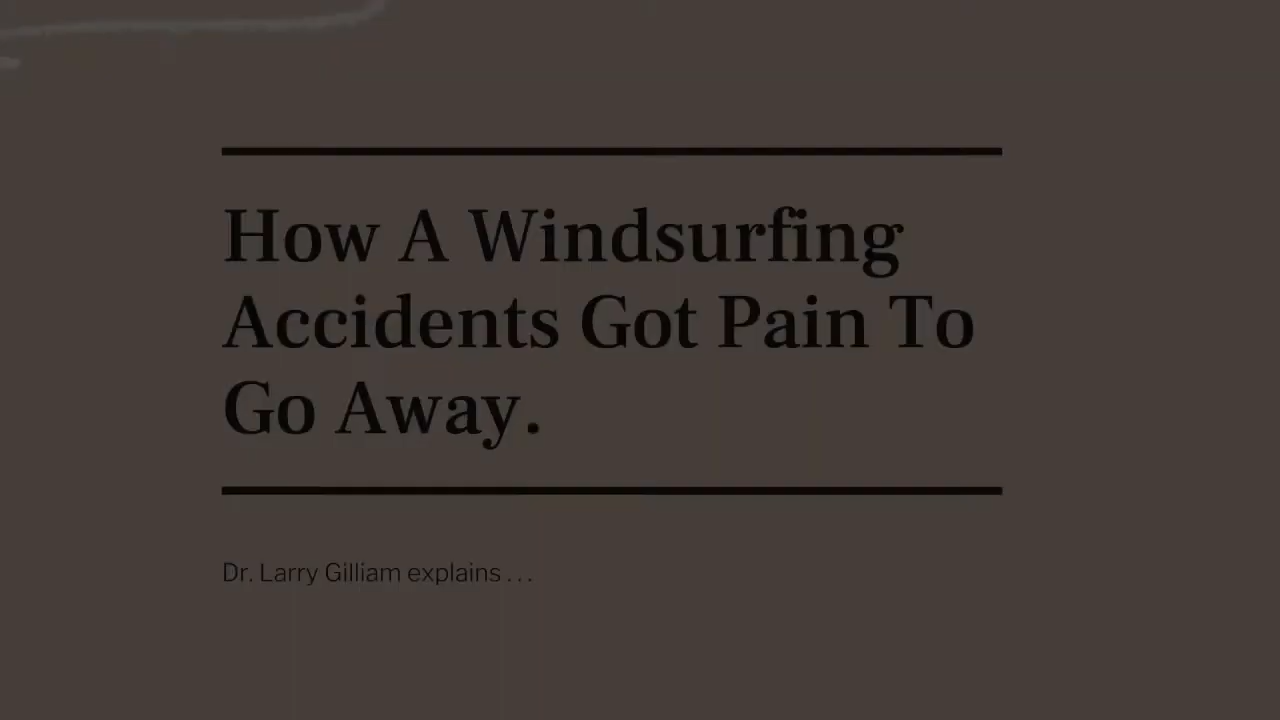 How A Windsurfing
Accidents Got Pain To
Go Away.
Dr. Larry Gilliam explains . . .